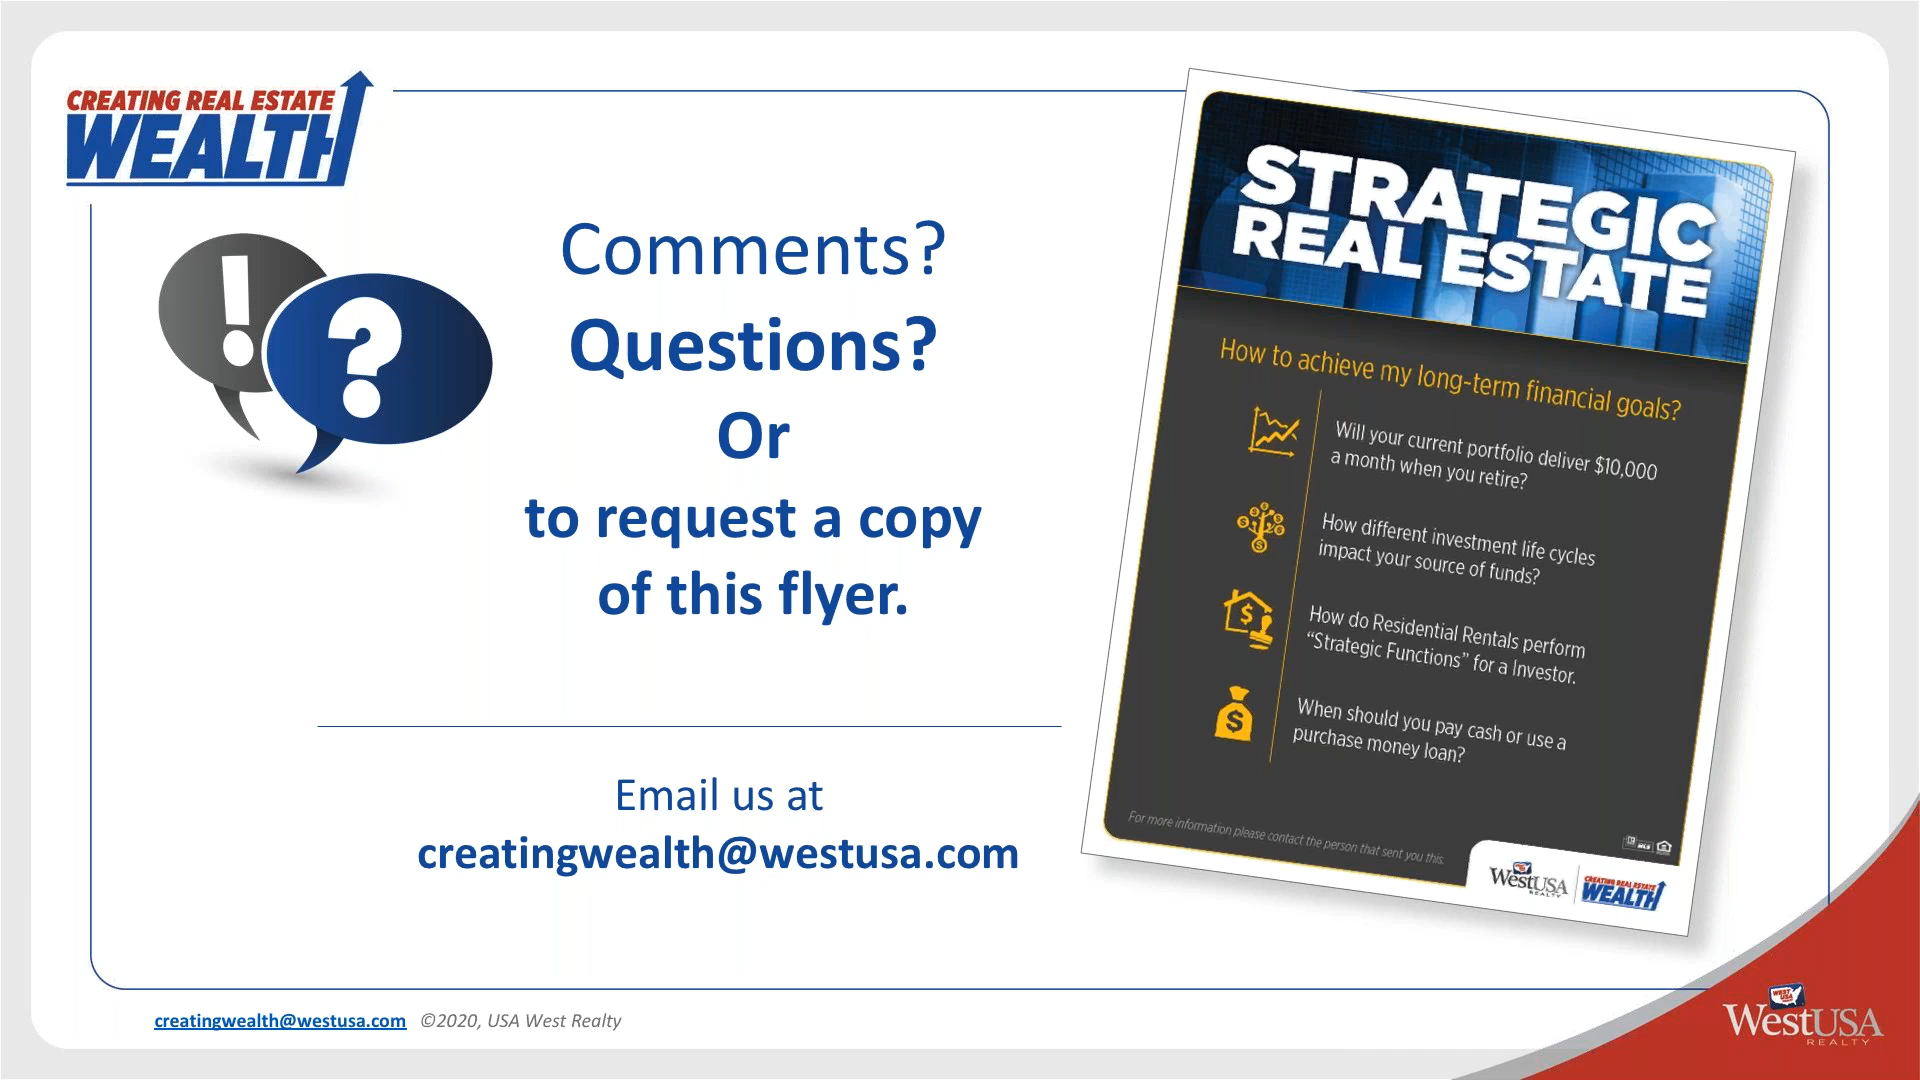 CREATING REAL ESTATE
WEALTH
!
?
Comments?
Questions?
Or
to request a copy
of this flyer.
Email us at
creatingwealth@westusa.com
STRATEGIC
REAL ESTATE
How to achieve my long-term financial goals?
Will your current portfolio deliver $10,000
a month when you retire?
How different investment life cycles
impact your source of funds?
How do Residential Rentals perform
“Strategic Functions” for a Investor.
When should you pay cash or use a
purchase money loan?
For more information please contact the person that sent you this.
WestUSA
REALTY
CREATING REAL ESTATE
WEALTH
creatingwealth@westusa.com ©2020, USA West Realty
WEST
USA
WestUSA
REALTY